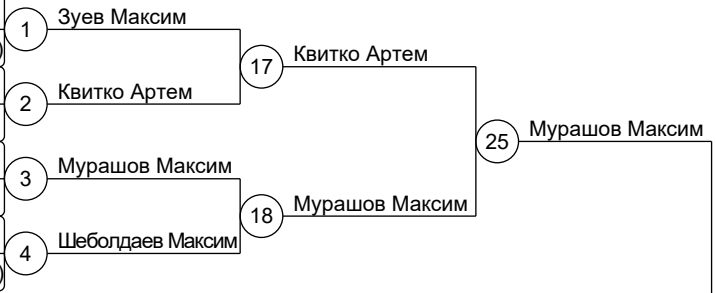 1 Зуев Максим
17 Квитко Артем
2 Квитко Артем
25 Мурашов Максим
3 Мурашов Максим
18 Мурашов Максим
4 Шеболдаев Максим